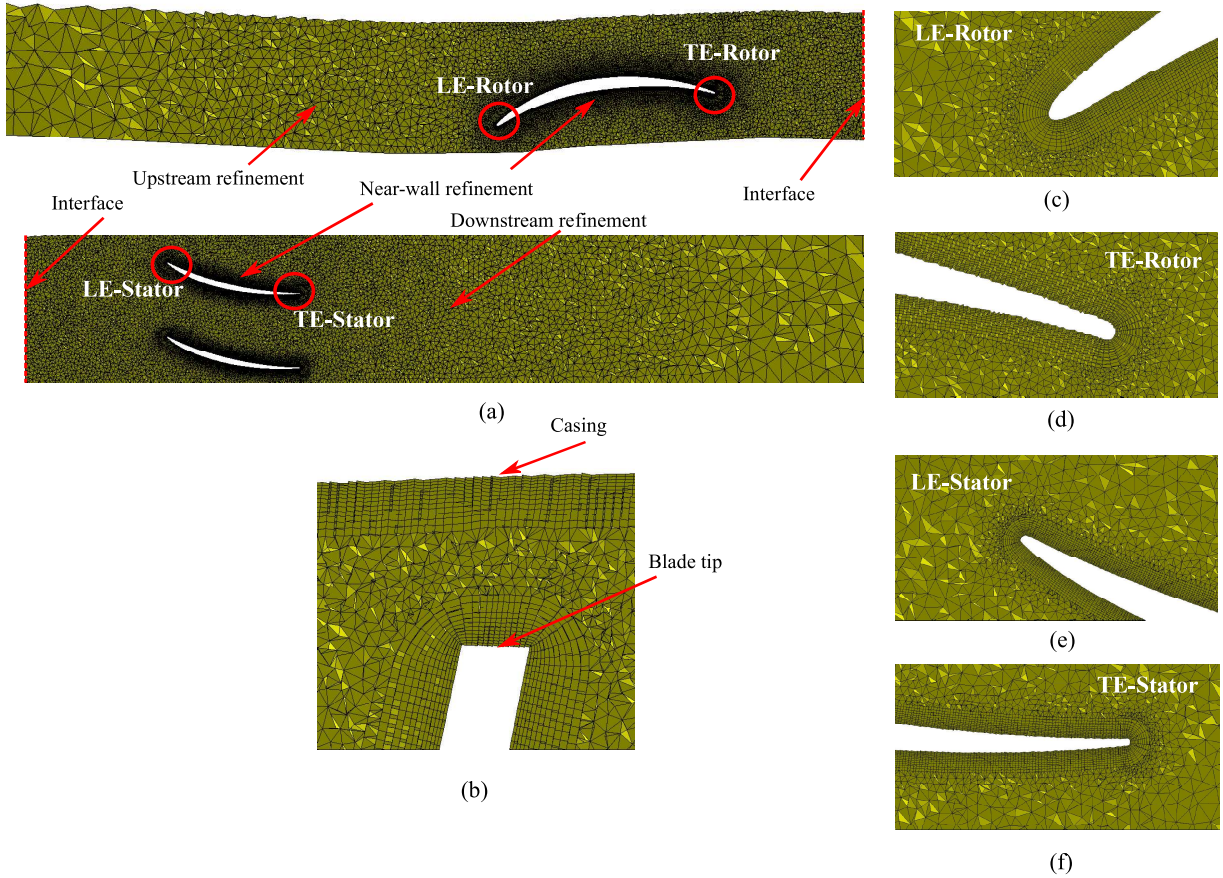 LE-Rotor
TE-Rotor
LE-Rotor
Upstream refinement
Near-wall refinement
Interface
(c)
Interface
Downstream refinement
LE-Stator
TE-Stator
TE-Rotor
(a)
(d)
Casing
Blade tip
(b)
LE-Stator
(e)
TE-Stator
(f)